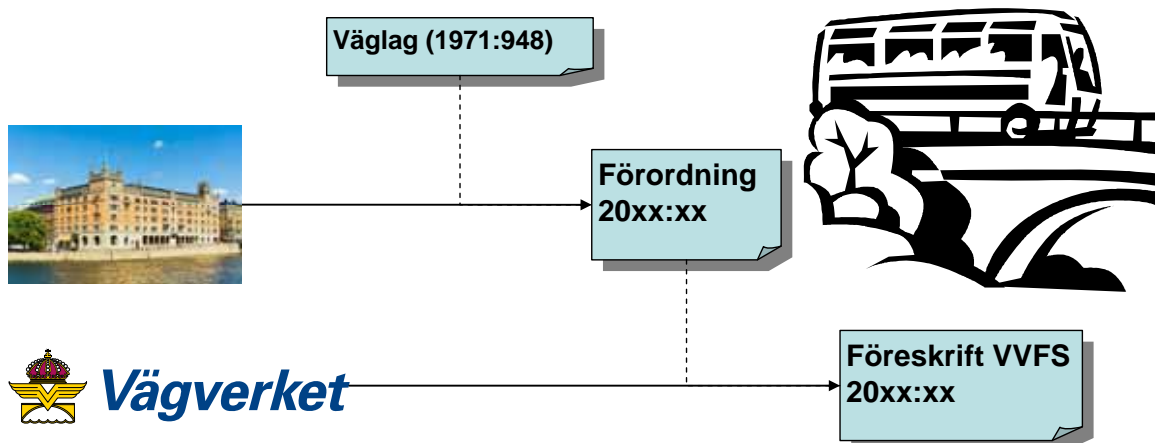 Väglag (1971:948)
Förordning
20xx:xx
Föreskrift VVFS
20xx:xx
Vägverket